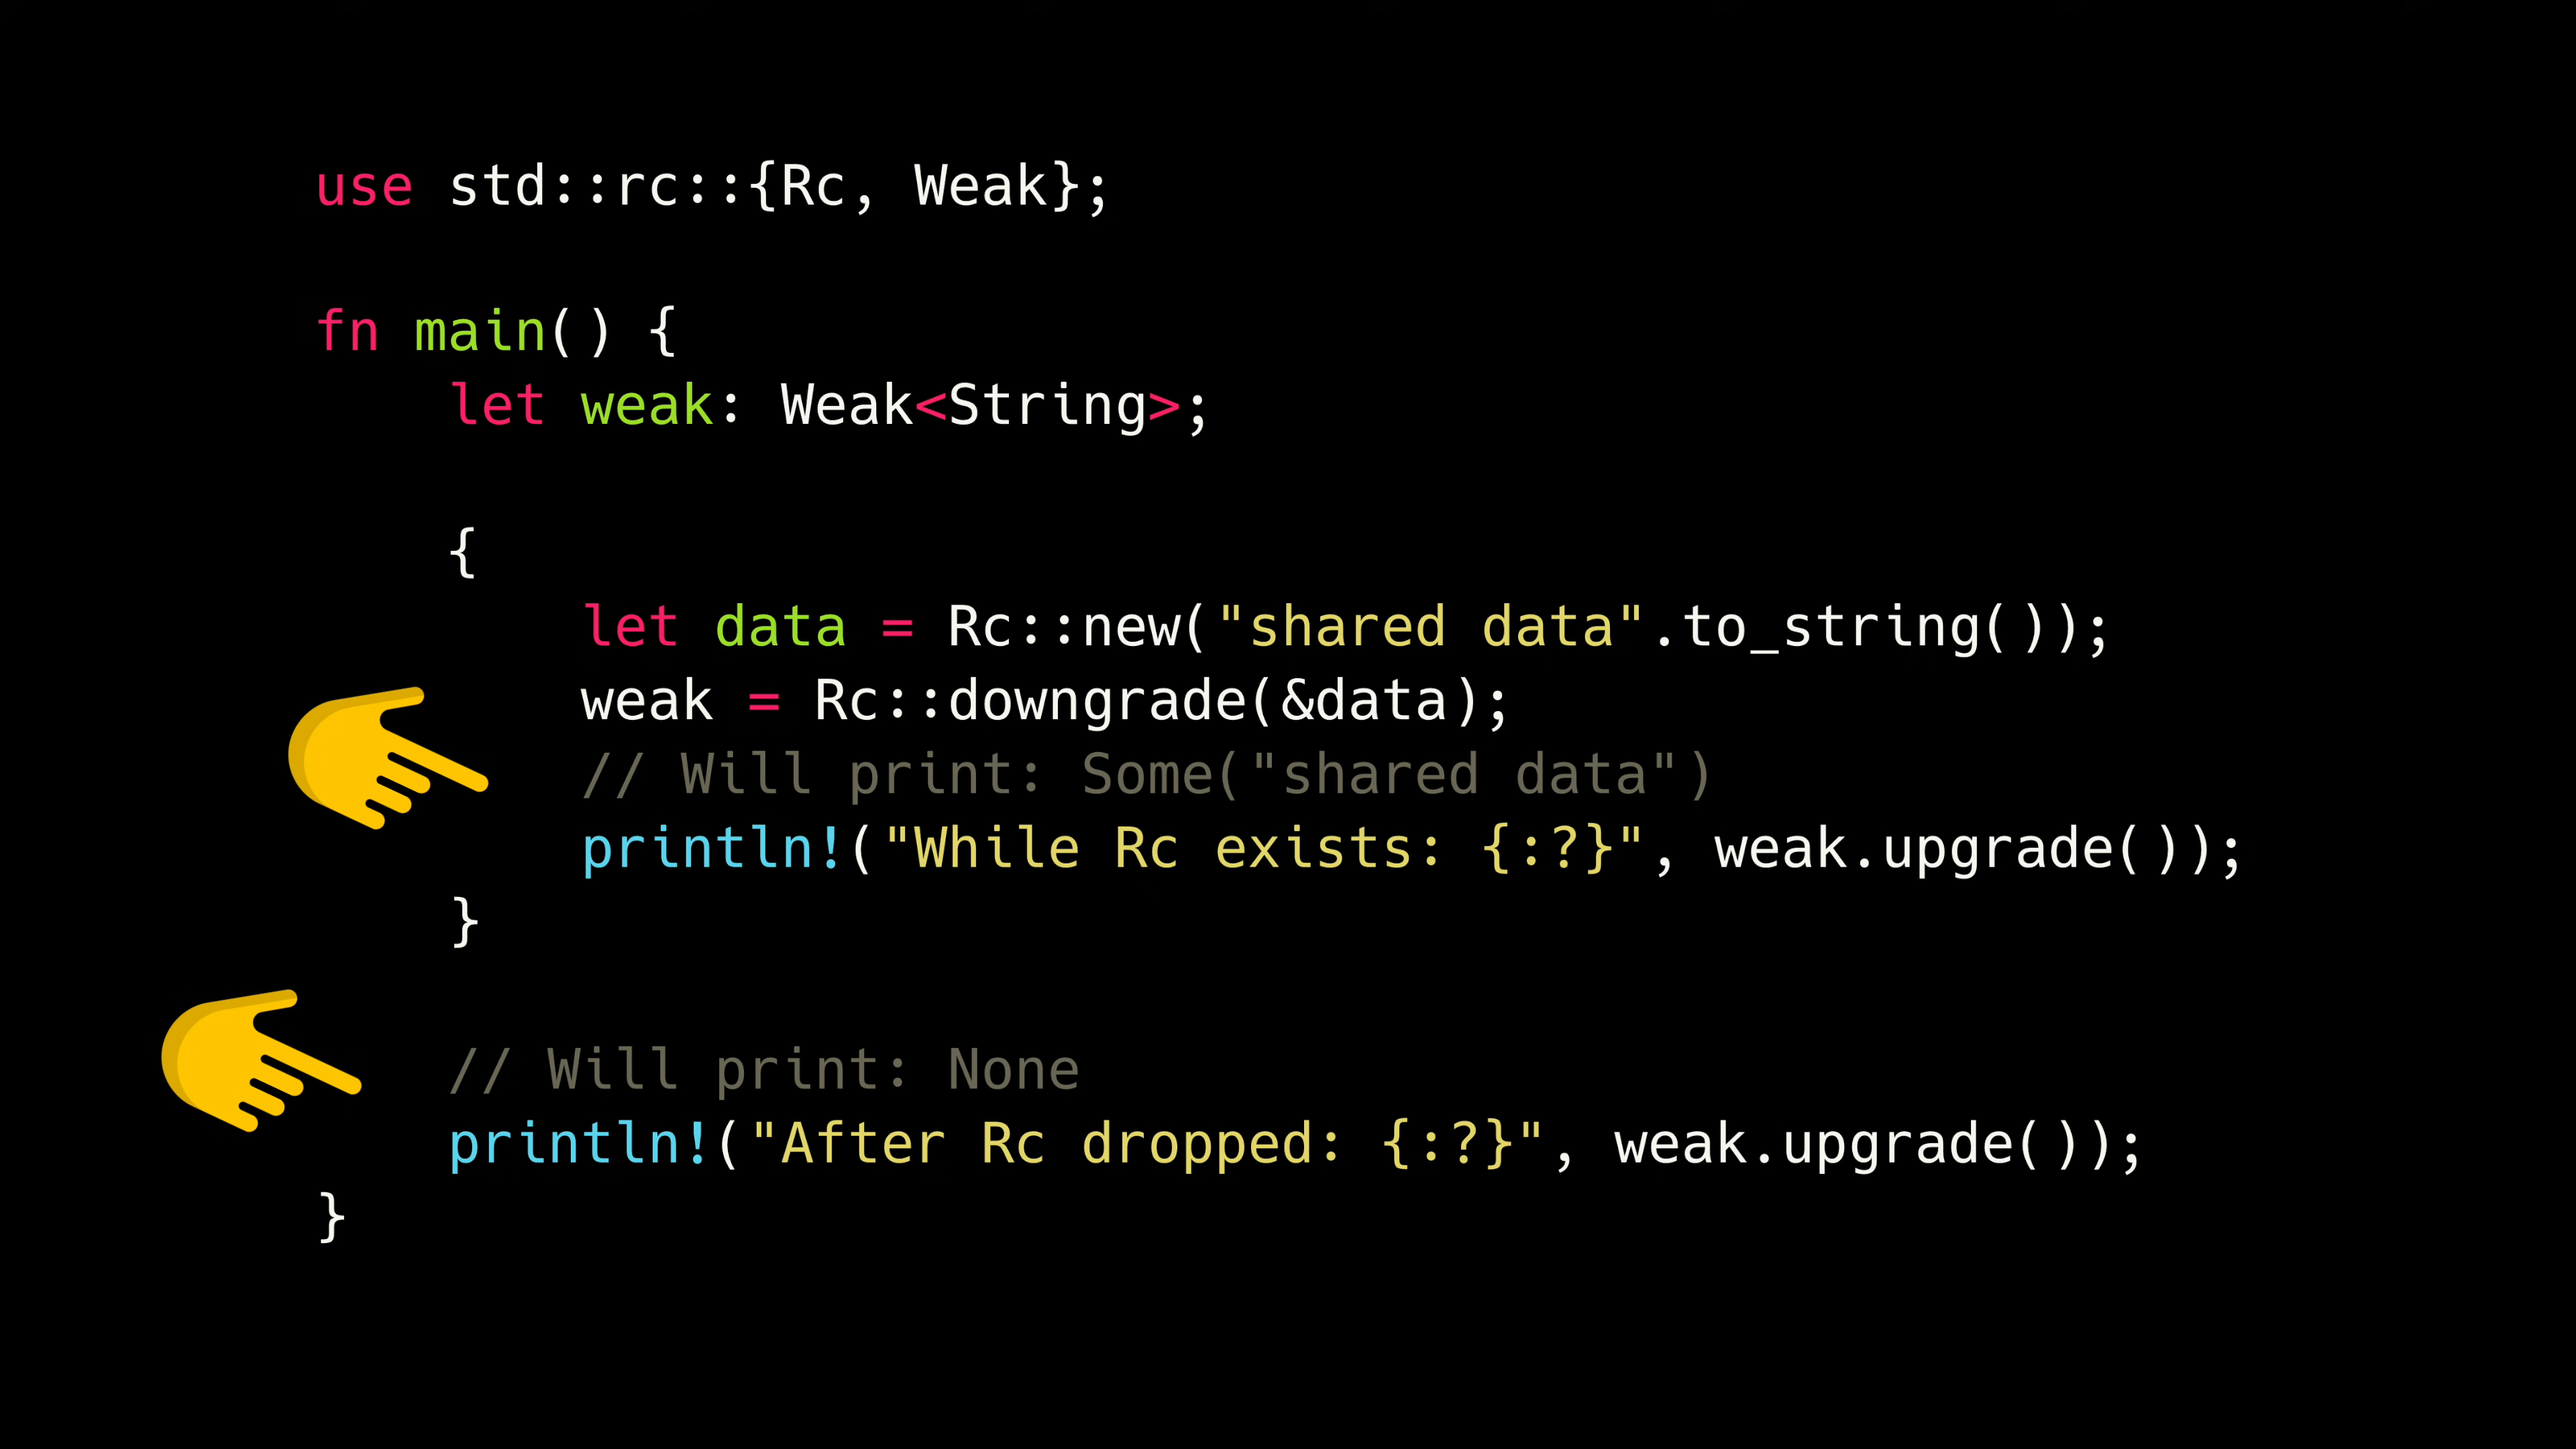 use std::rc::{Rc, Weak};
fn main() {
let weak: Weak<String>;
{
let data = Rc::new("shared data".to_string());
weak = Rc::downgrade(&data);
// Will print: Some("shared data")
println!("While Rc exists: {:?}", weak.upgrade());
}
// Will print: None
println!("After Rc dropped: {:?}", weak.upgrade());
}